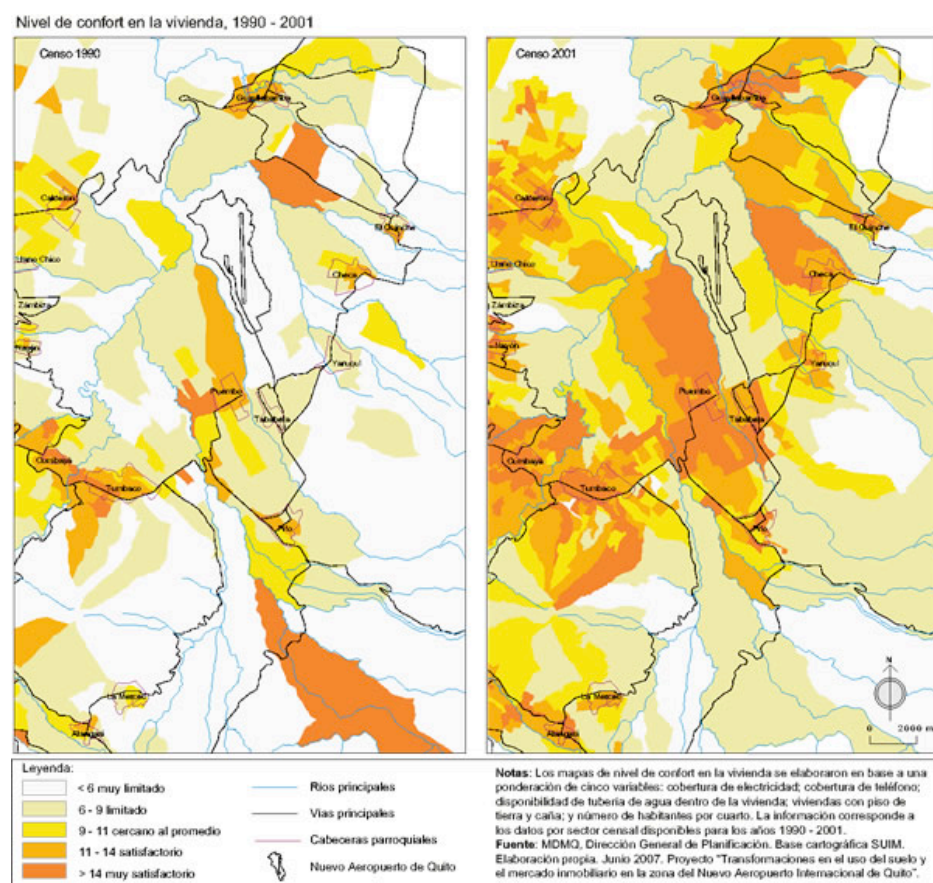 Nivel de confort en la vivienda, 1990 - 2001
Censo 1990
Guayllabamba
Calderón
El Quinche
Llano Chico
Checa
Zámbiza
Nayón
Yaruquí
Puembo
Tababela
Cumbayá
Tumbaco
Pifo
La Merced
Alangasí
Censo 2001
Guayllabamba
Calderón
El Quinche
Llano Chico
Checa
Zámbiza
Nayón
Yaruquí
Puembo
Tababela
Cumbayá
Tumbaco
Pifo
La Merced
Alangasí
N
0 2000 m
Leyenda:
< 6 muy limitado
6 - 9 limitado
9 - 11 cercano al promedio
11 - 14 satisfactorio
> 14 muy satisfactorio
Ríos principales
Vías principales
Cabeceras parroquiales
Nuevo Aeropuerto de Quito
Notas: Los mapas de nivel de confort en la vivienda se elaboraron en base a una
ponderación de cinco variables: cobertura de electricidad; cobertura de teléfono;
disponibilidad de tubería de agua dentro de la vivienda; viviendas con piso de
tierra y caña; y número de habitantes por cuarto. La información corresponde a
los datos por sector censal disponibles para los años 1990 - 2001.
Fuente: MDMQ, Dirección General de Planificación. Base cartográfica SUIM.
Elaboración propia. Junio 2007. Proyecto "Transformaciones en el uso del suelo y
el mercado inmobiliario en la zona del Nuevo Aeropuerto Internacional de Quito".